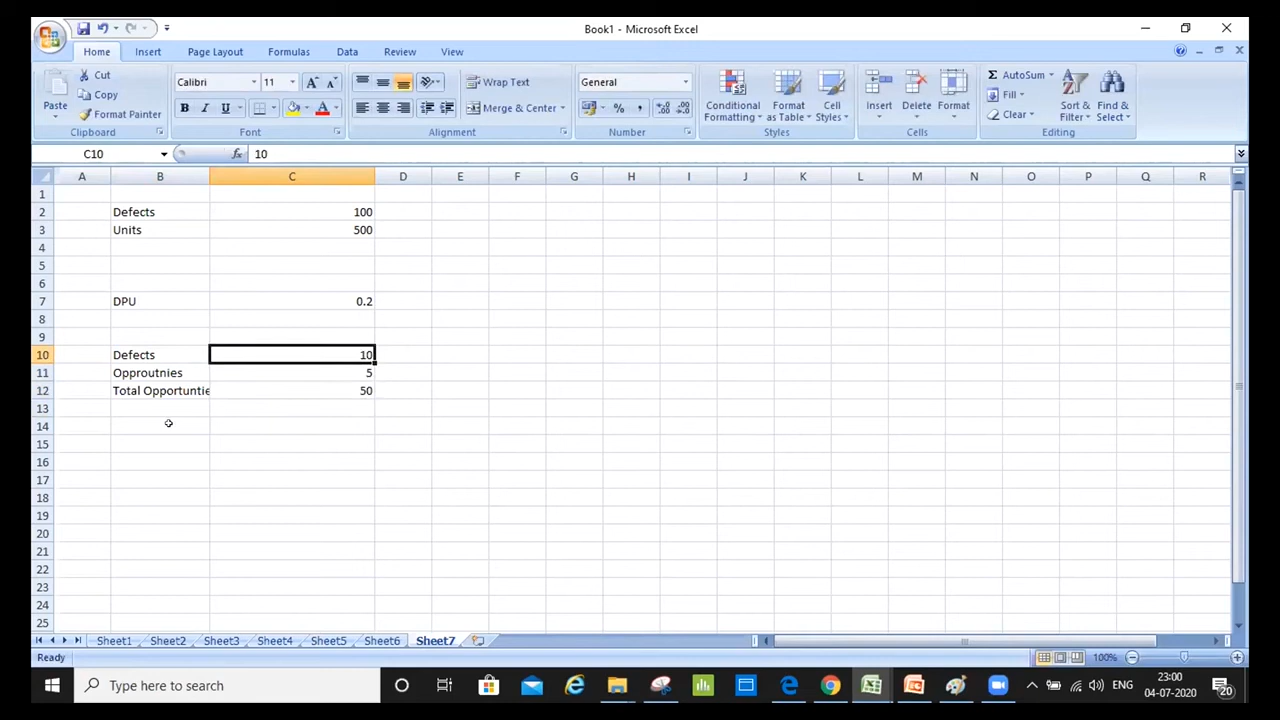 Book1 - Microsoft Excel
Home Insert Page Layout Formulas Data Review View
Paste Cut Copy Format Painter Clipboard
Calibri 11 B I U A A A Font
Wrap Text Merge & Center Alignment
General % , Number
Conditional Formatting Format as Table Cell Styles Styles
Insert Delete Format Cells
Σ AutoSum Fill Clear Sort & Filter Find & Select Editing
C10 fx 10
A B C D E F G H I J K L M N O P Q R
1
2 Defects 100
3 Units 500
4
5
6
7 DPU 0.2
8
9
10 Defects 10
11 Opproutnies 5
12 Total Opportuntie 50
13
14
15
16
17
18
19
20
21
22
23
24
25
Sheet1 Sheet2 Sheet3 Sheet4 Sheet5 Sheet6 Sheet7
Ready 100%
Type here to search ENG 23:00
04-07-2020 20